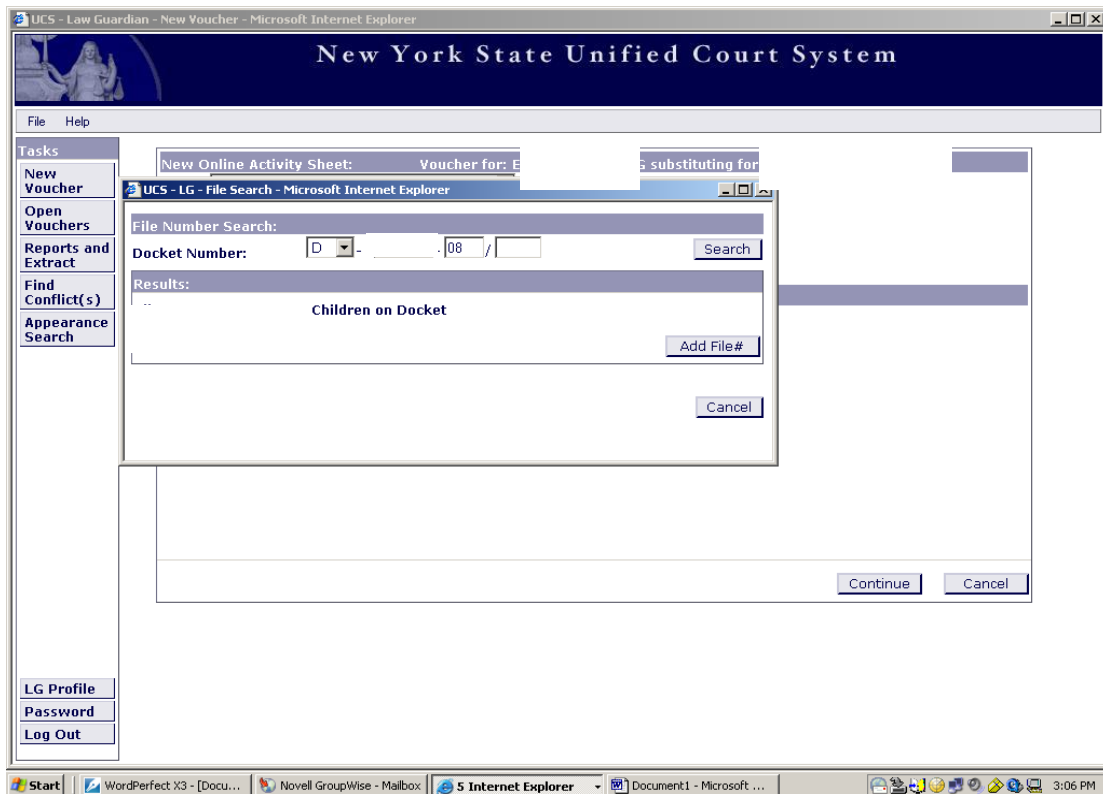 UCS - Law Guardian - New Voucher - Microsoft Internet Explorer
New York State Unified Court System
File Help
Tasks
New Voucher
Open Vouchers
Reports and Extract
Find Conflict(s)
Appearance Search
New Online Activity Sheet: Voucher for: E substituting for
UCS - LG - File Search - Microsoft Internet Explorer
File Number Search:
Docket Number: D - . 08 / Search
Results:
Children on Docket
Add File#
Cancel
Continue Cancel
LG Profile
Password
Log Out
Start WordPerfect X3 - [Docu... Novell GroupWise - Mailbox 5 Internet Explorer Document1 - Microsoft ... 3:06 PM